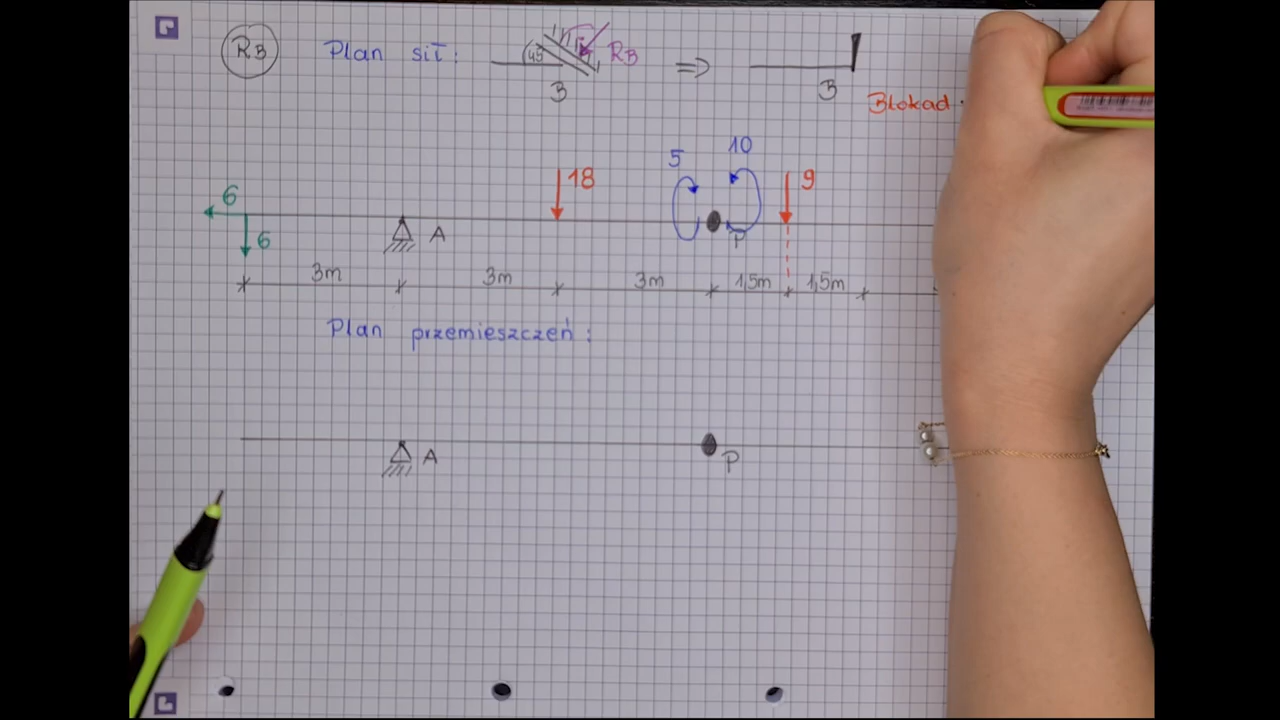 RB Plan sił: 45 RB ⇒
B B
Blokad
5 10
6 18 9
6 A P
3m 3m 3m 1,5m 1,5m
Plan przemieszczeń:
A P